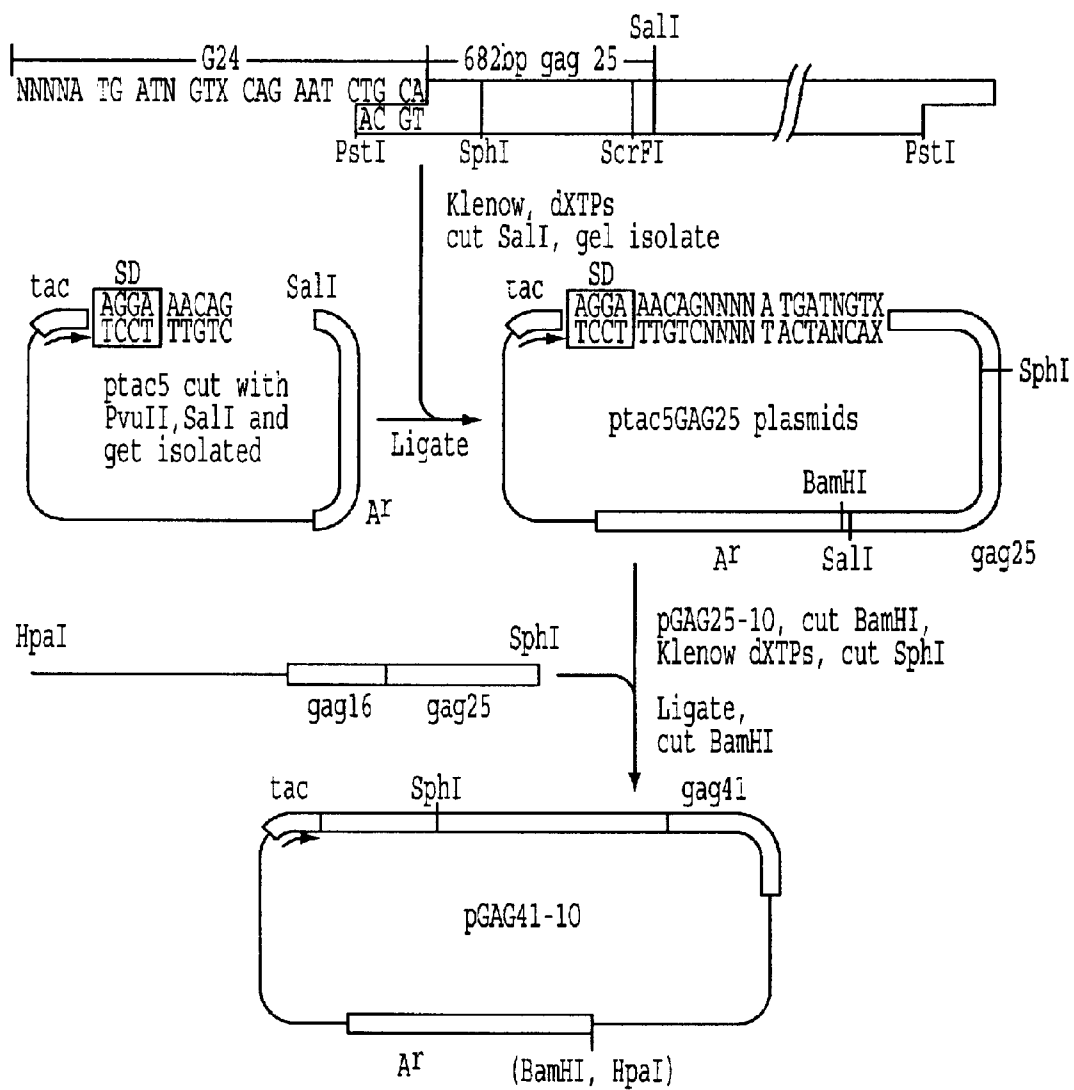 SalI
G24 682bp gag 25
NNNNA TG ATN GTX CAG AAT CTG CA
AC GT
PstI SphI ScrFI PstI
Klenow, dXTPs
cut SalI, gel isolate
tac SD SalI
AGGA AACAG
TCCT TTGTC
ptac5 cut with
PvuII,SalI and
get isolated
Ar
Ligate
tac SD
AGGA AACAGNNNN A TGATNGTX
TCCT TTGTCNNNN T ACTANCAX
SphI
ptac5GAG25 plasmids
BamHI
Ar SalI gag25
HpaI SphI
gag16 gag25
pGAG25-10, cut BamHI,
Klenow dXTPs, cut SphI
Ligate,
cut BamHI
tac SphI gag41
pGAG41-10
Ar (BamHI, HpaI)